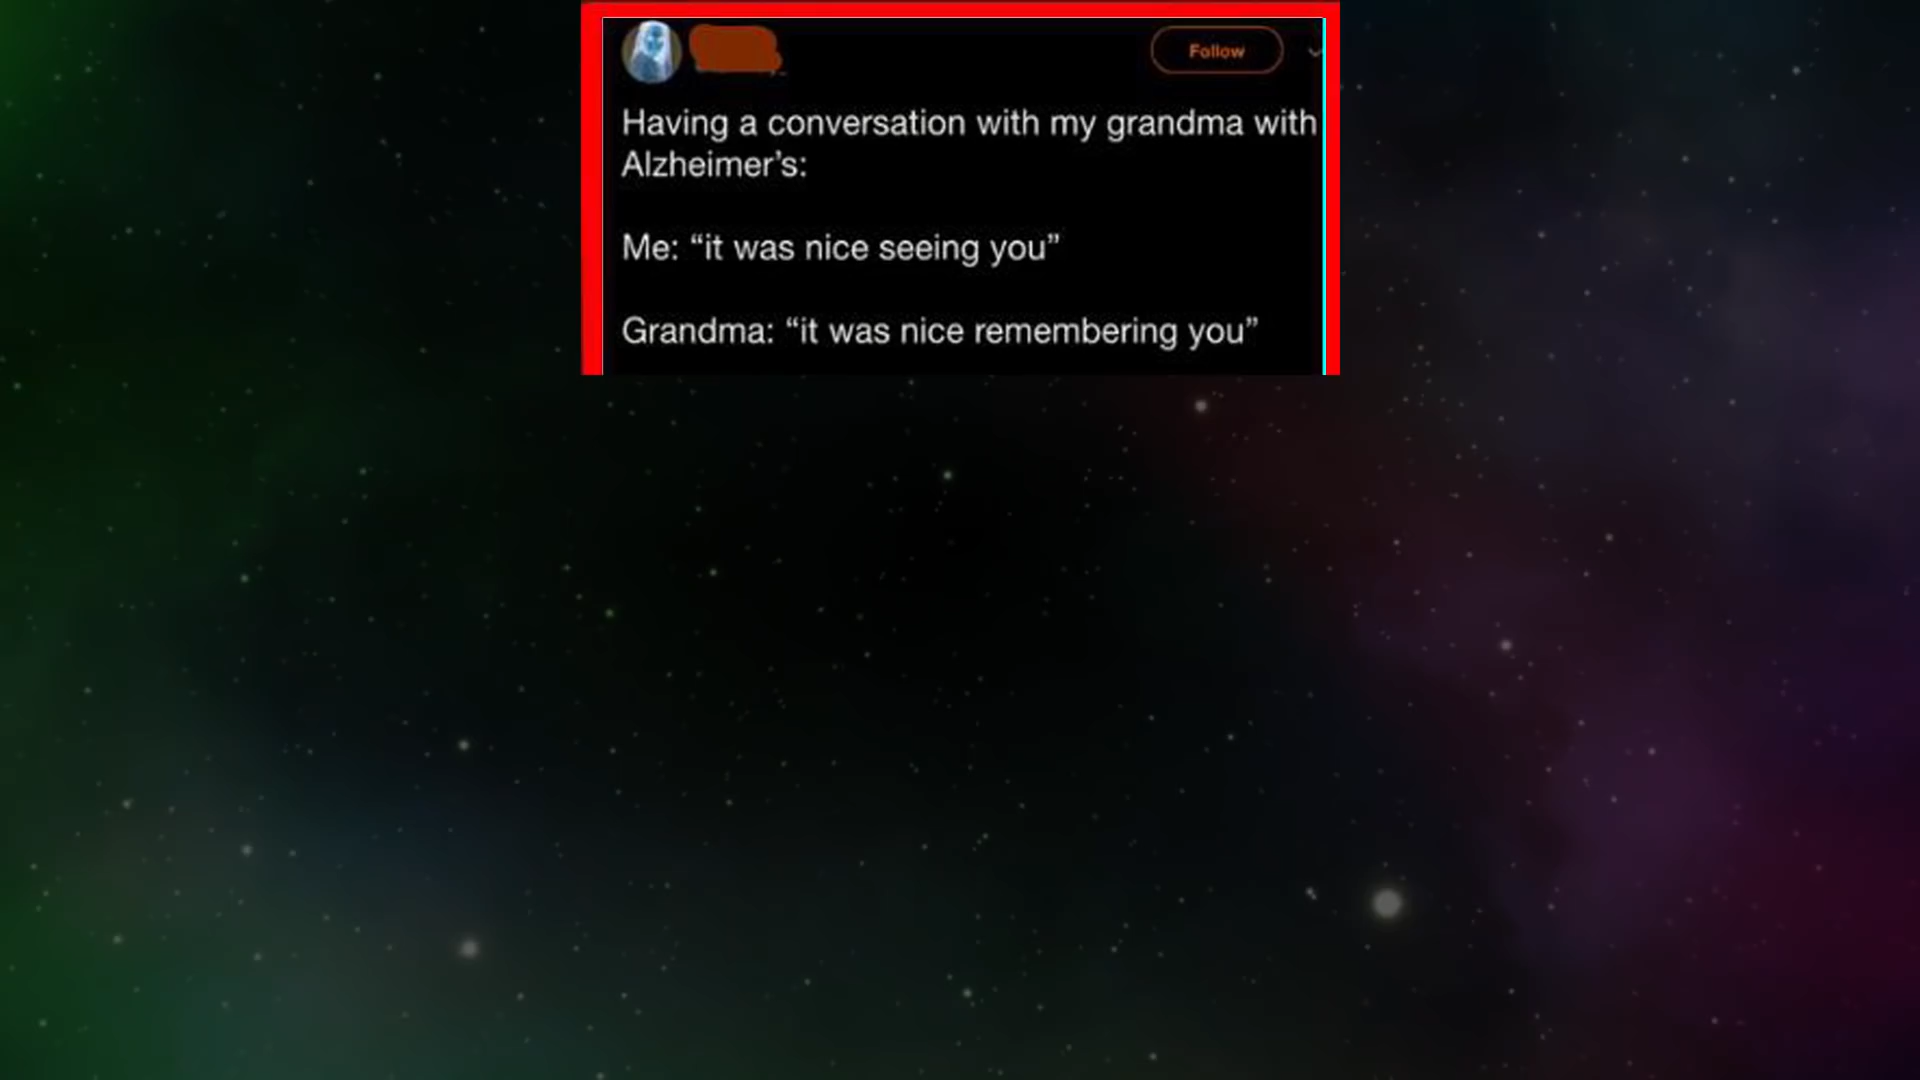 Follow
Having a conversation with my grandma with
Alzheimer’s:
Me: “it was nice seeing you”
Grandma: “it was nice remembering you”